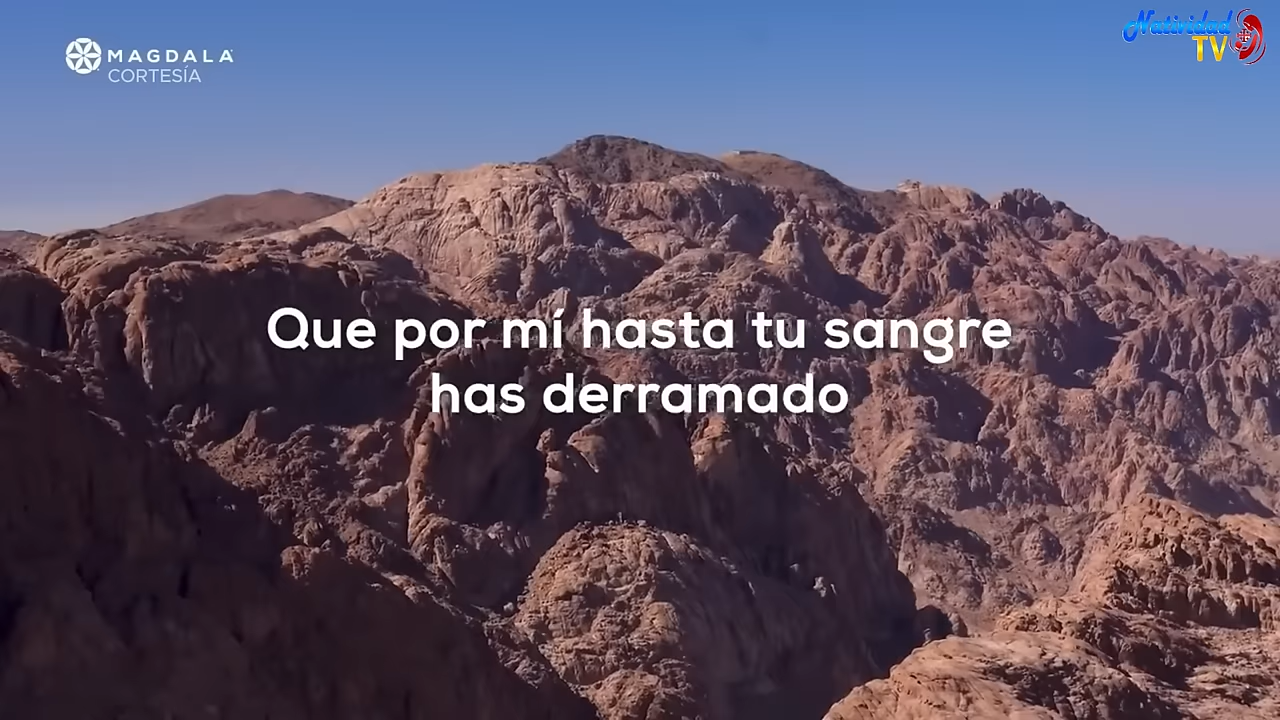 MAGDALA
CORTESÍA
Natividad
TV
Que por mí hasta tu sangre
has derramado